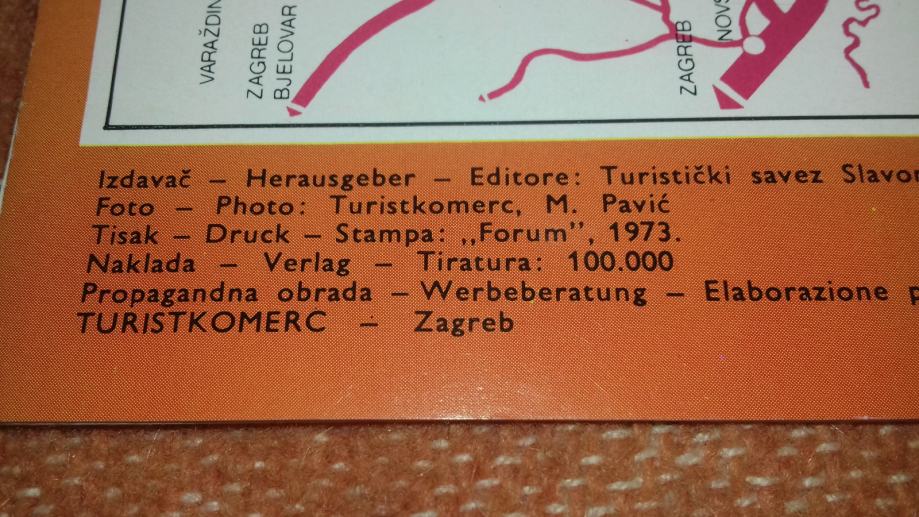 VARAŽDIN
ZAGREB
BJELOVAR
ZAGREB
Izdavač — Herausgeber — Editore: Turistički savez
Foto — Photo: Turistkomerc, M. Pavić
Tisak — Druck — Stampa: „Forum”, 1973.
Naklada — Verlag — Tiratura: 100.000
Propagandna obrada — Werbeberatung — Elaborazione
TURISTKOMERC — Zagreb